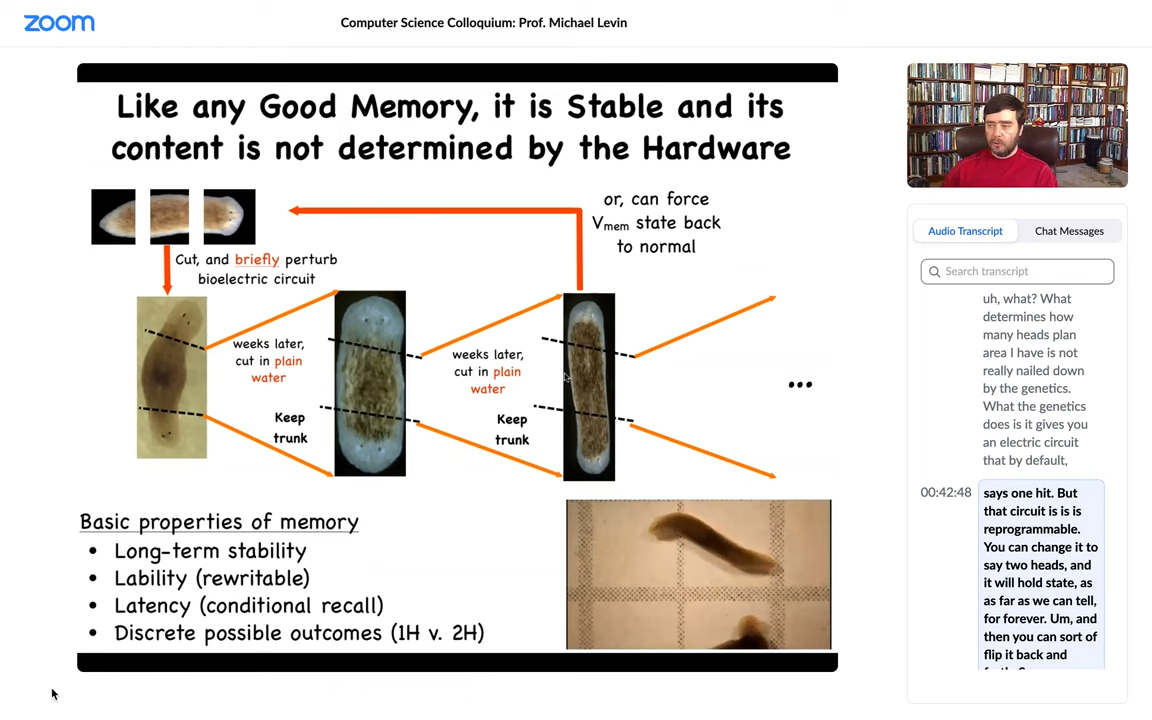 zoom
Computer Science Colloquium: Prof. Michael Levin
Like any Good Memory, it is Stable and its
content is not determined by the Hardware
or, can force
Vmem state back
to normal
Cut, and briefly perturb
bioelectric circuit
weeks later,
cut in plain
water
Keep
trunk
weeks later,
cut in plain
water
Keep
trunk
...
Basic properties of memory
• Long-term stability
• Lability (rewritable)
• Latency (conditional recall)
• Discrete possible outcomes (1H v. 2H)
Audio Transcript
Chat Messages
Search transcript
uh, what? What
determines how
many heads plan
area I have is not
really nailed down
by the genetics.
What the genetics
does is it gives you
an electric circuit
that by default,
00:42:48
says one hit. But
that circuit is is is
reprogrammable.
You can change it to
say two heads, and
it will hold state, as
as far as we can tell,
for forever. Um, and
then you can sort of
flip it back and